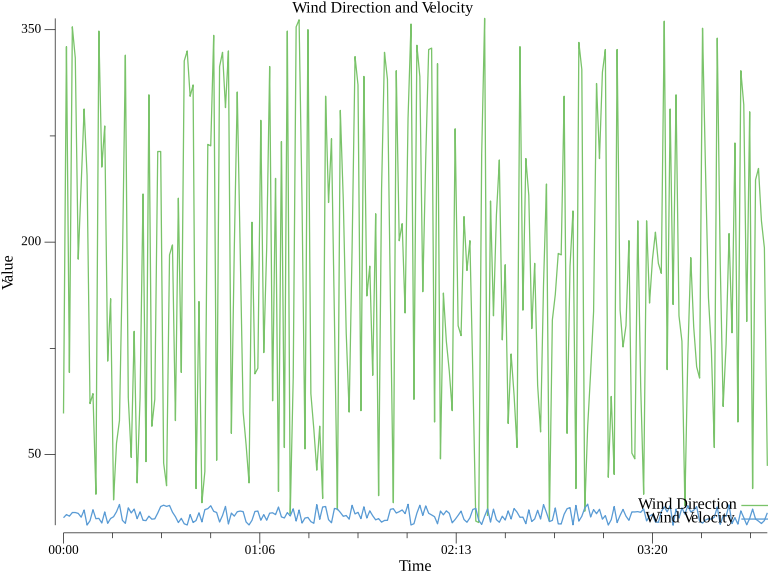 Wind Direction and Velocity
350
200
50
Value
Wind Direction
Wind Velocity
00:00
01:06
02:13
03:20
Time